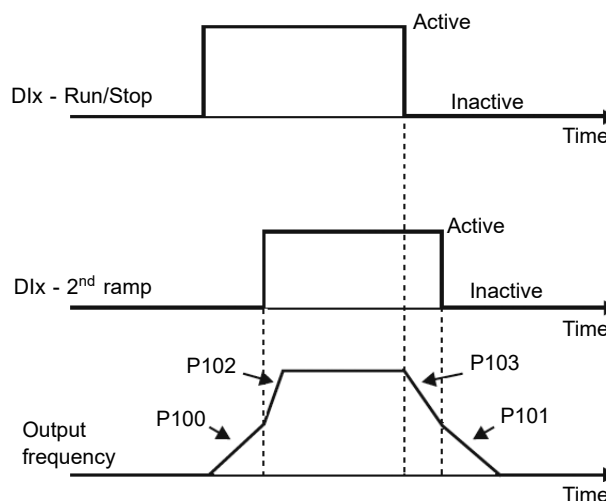 Active
DIx - Run/Stop
Inactive
Time
Active
DIx - 2nd ramp
Inactive
Time
P102
P103
P100
P101
Output
frequency
Time